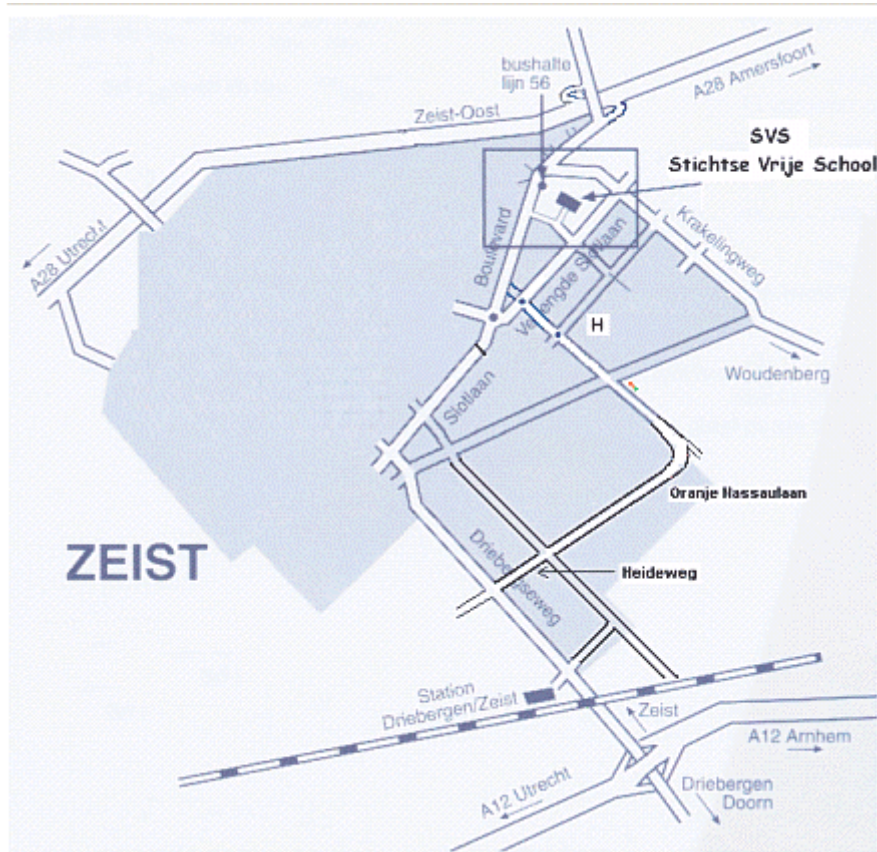 bushalte
lijn 56
A28 Amersfoort
Zeist-Oost
SVS
Stichtse Vrije School
A28 Utrecht
Boulevard
Krakelingweg
Verlengde Slotlaan
H
Woudenberg
Slotlaan
Oranje Nassaulaan
ZEIST
Driebergseweg
Heideweg
Station
Driebergen/Zeist
Zeist
A12 Arnhem
A12 Utrecht
Driebergen
Doorn